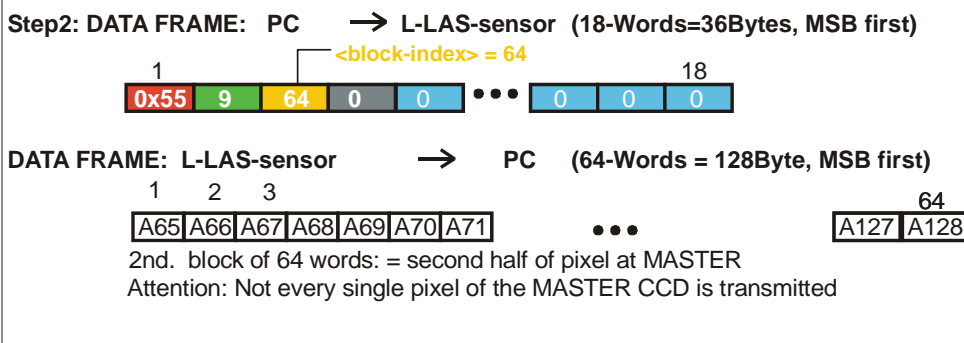 Step2: DATA FRAME: PC → L-LAS-sensor (18-Words=36Bytes, MSB first)
<block-index> = 64
1 18
0x55 9 64 0 0 ••• 0 0 0
DATA FRAME: L-LAS-sensor → PC (64-Words = 128Byte, MSB first)
1 2 3 64
A65 A66 A67 A68 A69 A70 A71 ••• A127 A128
2nd. block of 64 words: = second half of pixel at MASTER
Attention: Not every single pixel of the MASTER CCD is transmitted